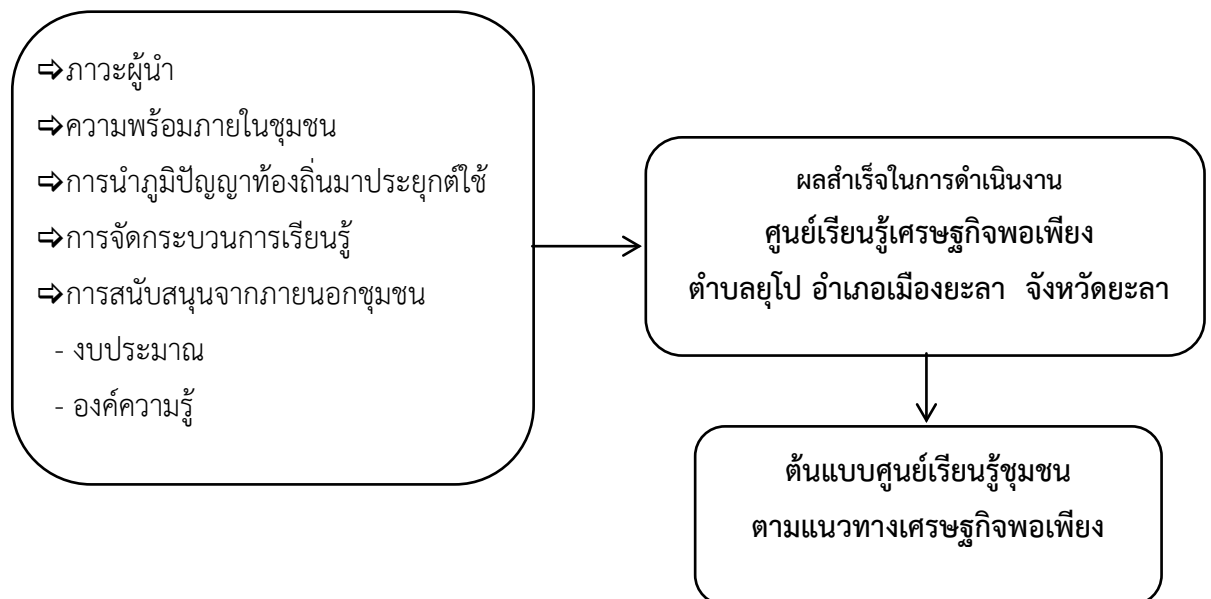 ⇨ภาวะผู้นำ
⇨ความพร้อมภายในชุมชน
⇨การนำภูมิปัญญาท้องถิ่นมาประยุกต์ใช้
⇨การจัดกระบวนการเรียนรู้
⇨การสนับสนุนจากภายนอกชุมชน
- งบประมาณ
- องค์ความรู้
ผลสำเร็จในการดำเนินงาน
ศูนย์เรียนรู้เศรษฐกิจพอเพียง
ตำบลยุโป อำเภอเมืองยะลา จังหวัดยะลา
ต้นแบบศูนย์เรียนรู้ชุมชน
ตามแนวทางเศรษฐกิจพอเพียง